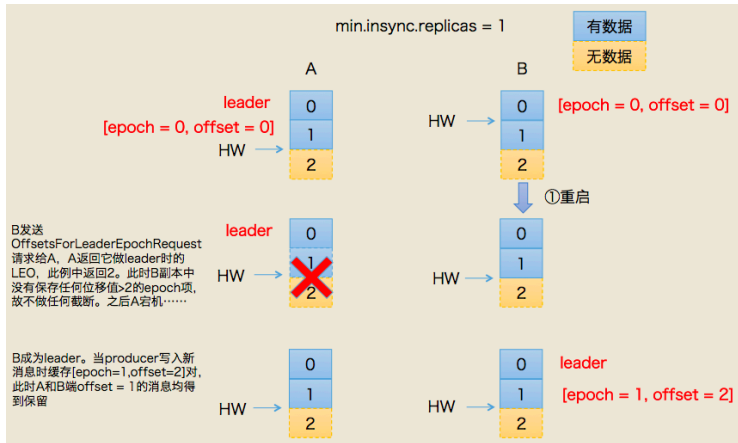 min.insync.replicas = 1
有数据
无数据
A
B
leader
[epoch = 0, offset = 0]
HW
0
1
2
HW
0
1
2
[epoch = 0, offset = 0]
①重启
B发送
OffsetsForLeaderEpochRequest
请求给A，A返回它做leader时的
LEO，此例中返回2。此时B副本中
没有保存任何位移值>2的epoch项，
故不做任何截断。之后A宕机……
leader
HW
0
1
2
HW
0
1
2
B成为leader。当producer写入新
消息时缓存[epoch=1,offset=2]对，
此时A和B端offset = 1的消息均得
到保留
HW
0
1
2
HW
0
1
2
leader
[epoch = 1, offset = 2]